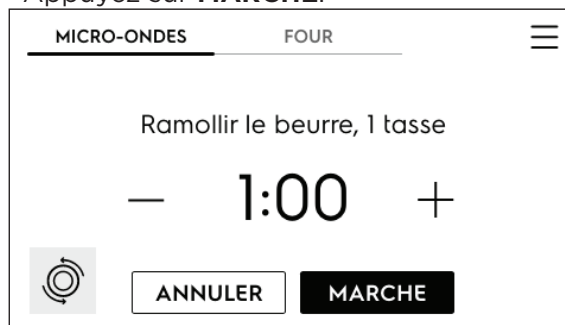 Appuyez sur MARCHE.
MICRO-ONDES FOUR
Ramollir le beurre, 1 tasse
— 1:00 +
ANNULER MARCHE